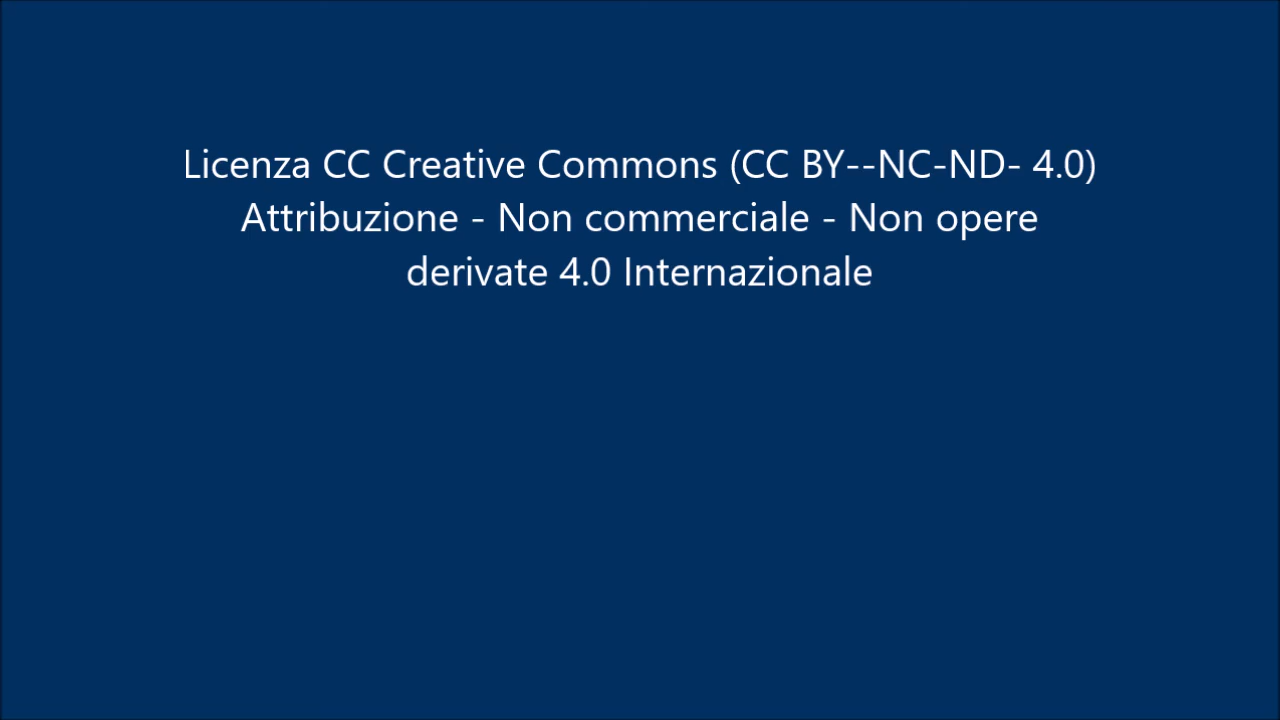 Licenza CC Creative Commons (CC BY--NC-ND- 4.0)
Attribuzione - Non commerciale - Non opere
derivate 4.0 Internazionale